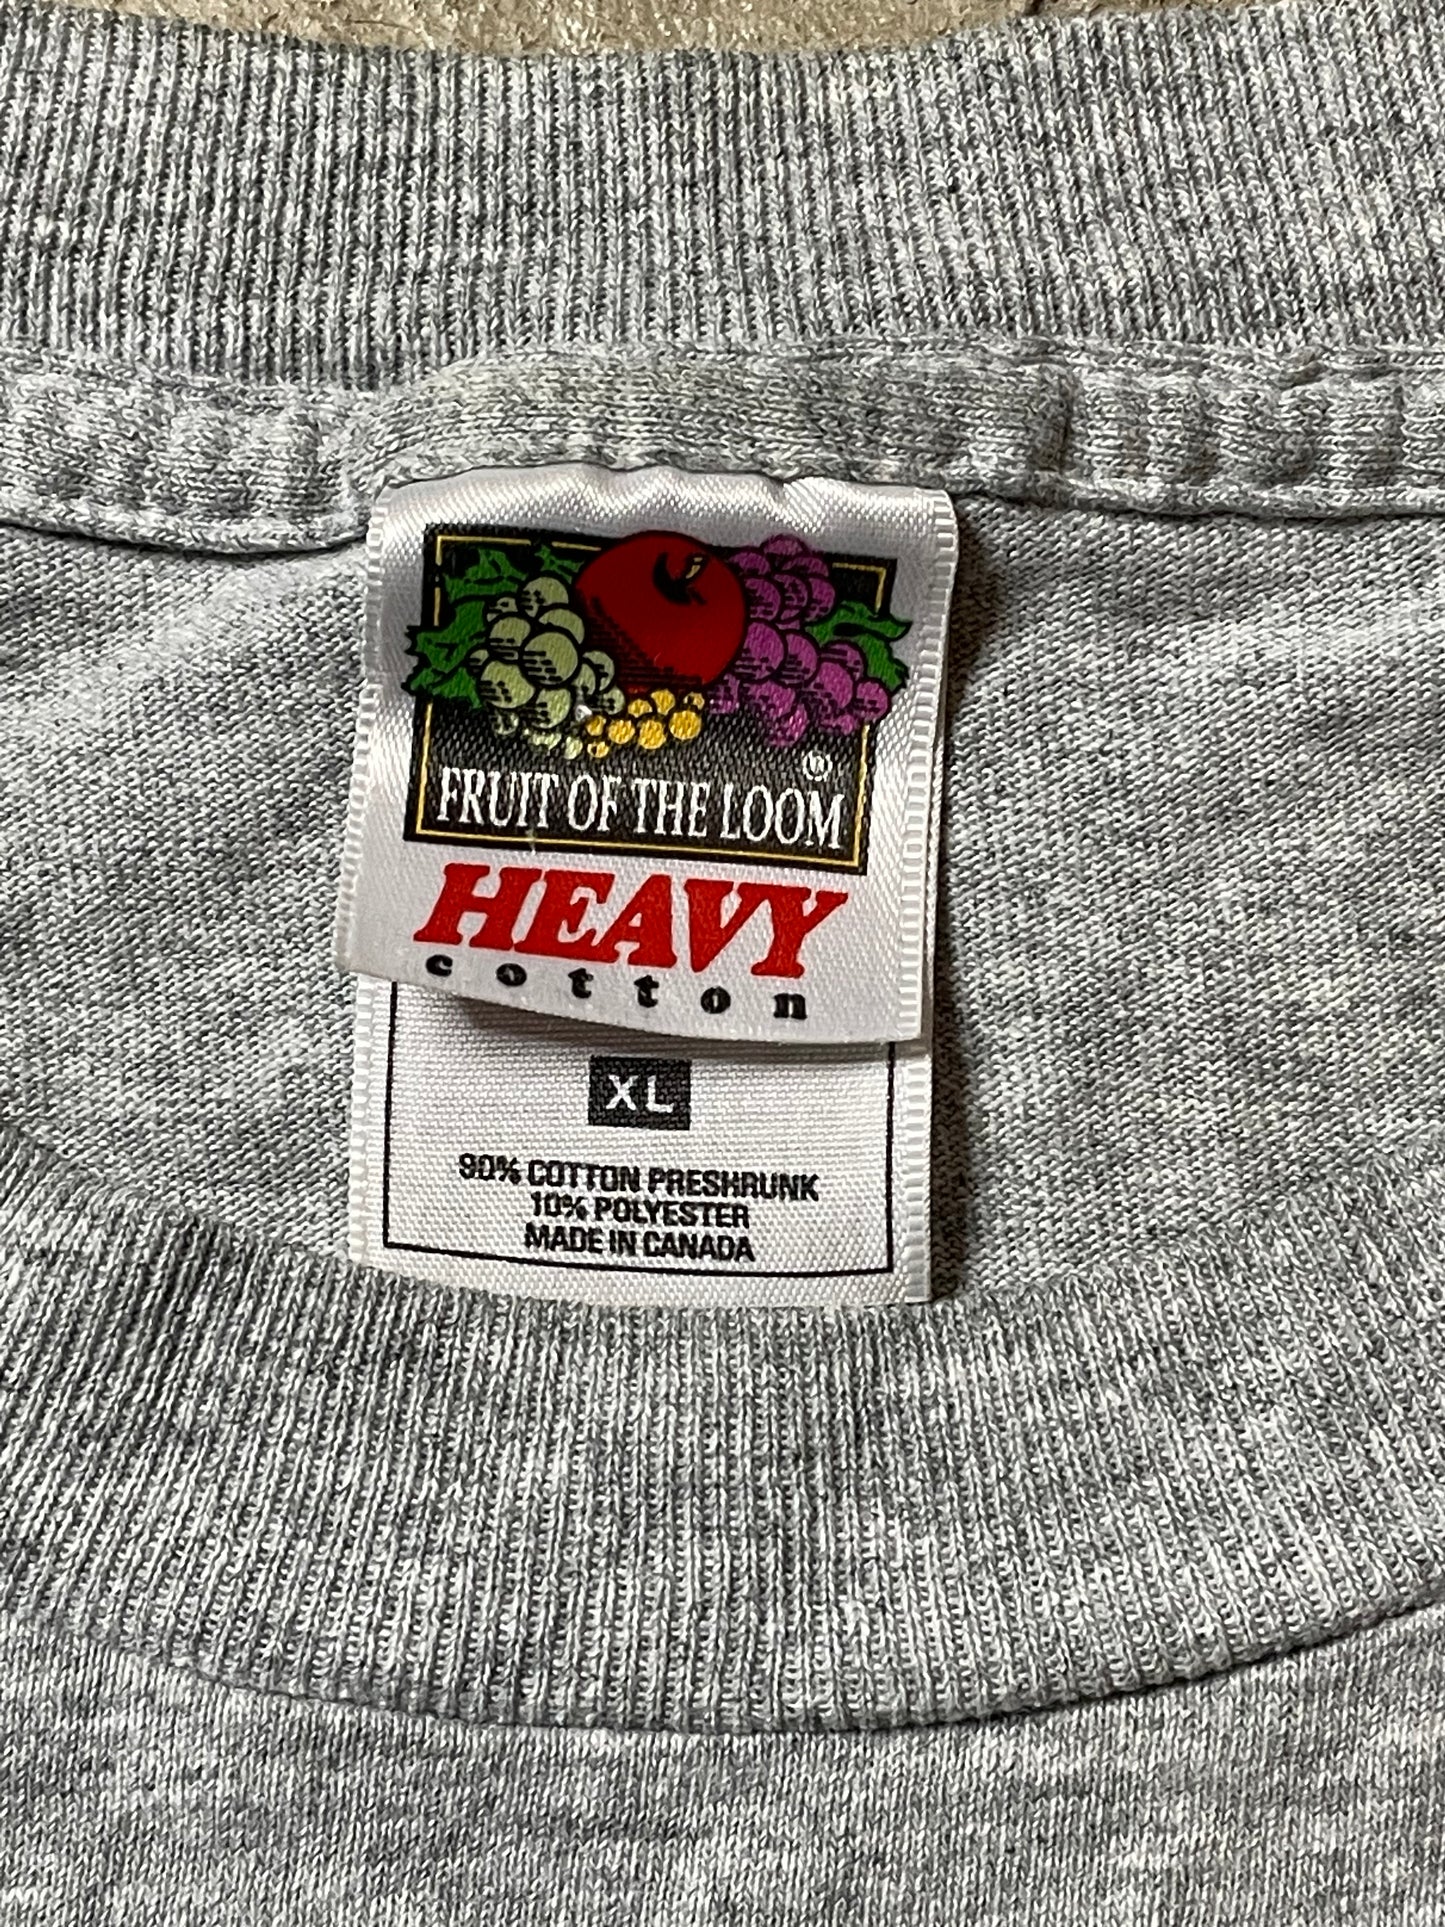 FRUIT OF THE LOOM®
HEAVY
cotton
XL
90% COTTON PRESHRUNK
10% POLYESTER
MADE IN CANADA